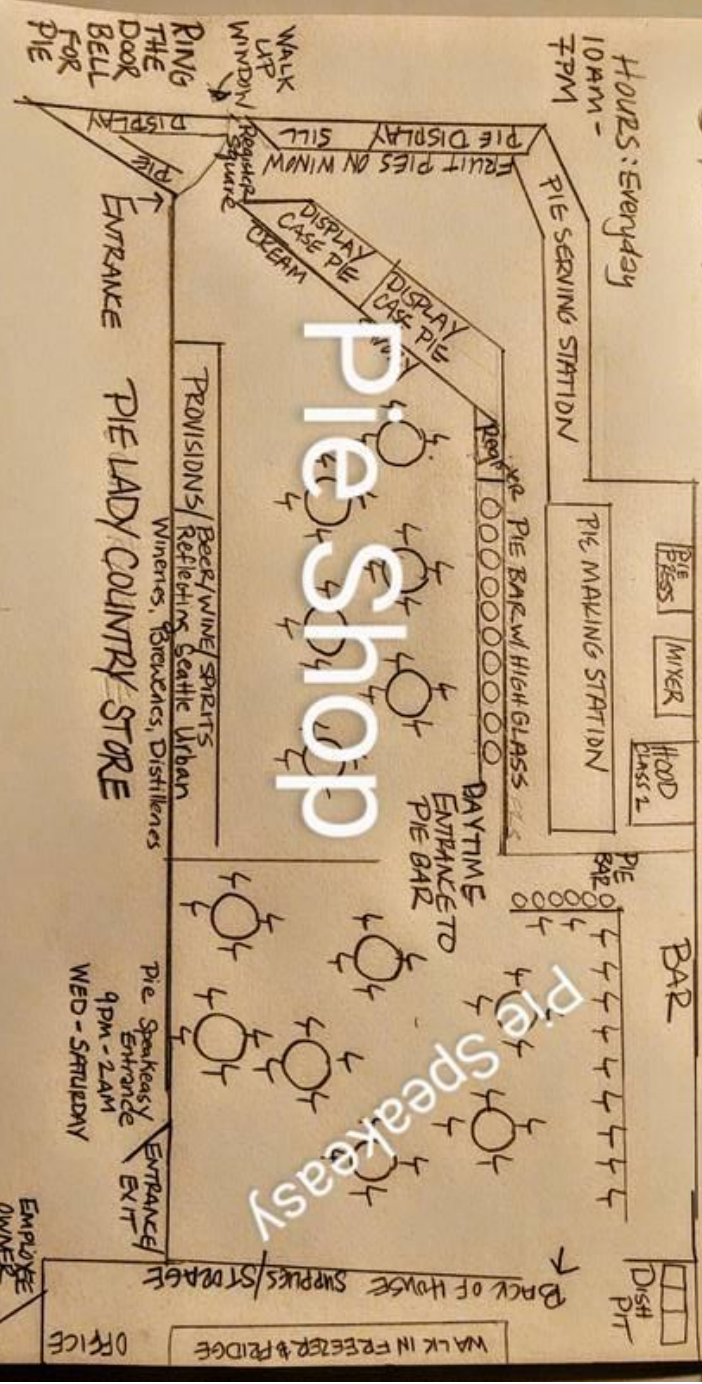 HOURS: Everyday
10AM -
7PM
WALK
UP
WINDOW
RING
THE
DOOR
BELL
FOR
PIE
DISPLAY
PIE
Register
Square
PIE DISPLAY SILL
FRUIT PIES ON WINOW
PIE SERVING STATION
DISPLAY
CASE PIE
CREAM
DISPLAY
CASE PIE
ENTRANCE
PIE LADY COUNTRY STORE
PROVISIONS/BEER/WINE/SPIRITS
Reflecting Seattle Urban
Wineries, Breweries, Distilleries
Pie Shop
Register
PIE BAR W/ HIGH GLASS
PIE MAKING STATION
PIE
PRESS
MIXER
HOOD
CLASS 2
DAYTIME
ENTRANCE TO
PIE BAR
PIE
BAR
BAR
Pie Speakeasy
Pie Speakeasy
Entrance
9PM - 2AM
WED - SATURDAY
ENTRANCE/
EXIT
BACK OF HOUSE SUPPLIES/STORAGE
DISH
PIT
WALK IN FREEZER & FRIDGE
OFFICE
EMPLOYEE
OWNER